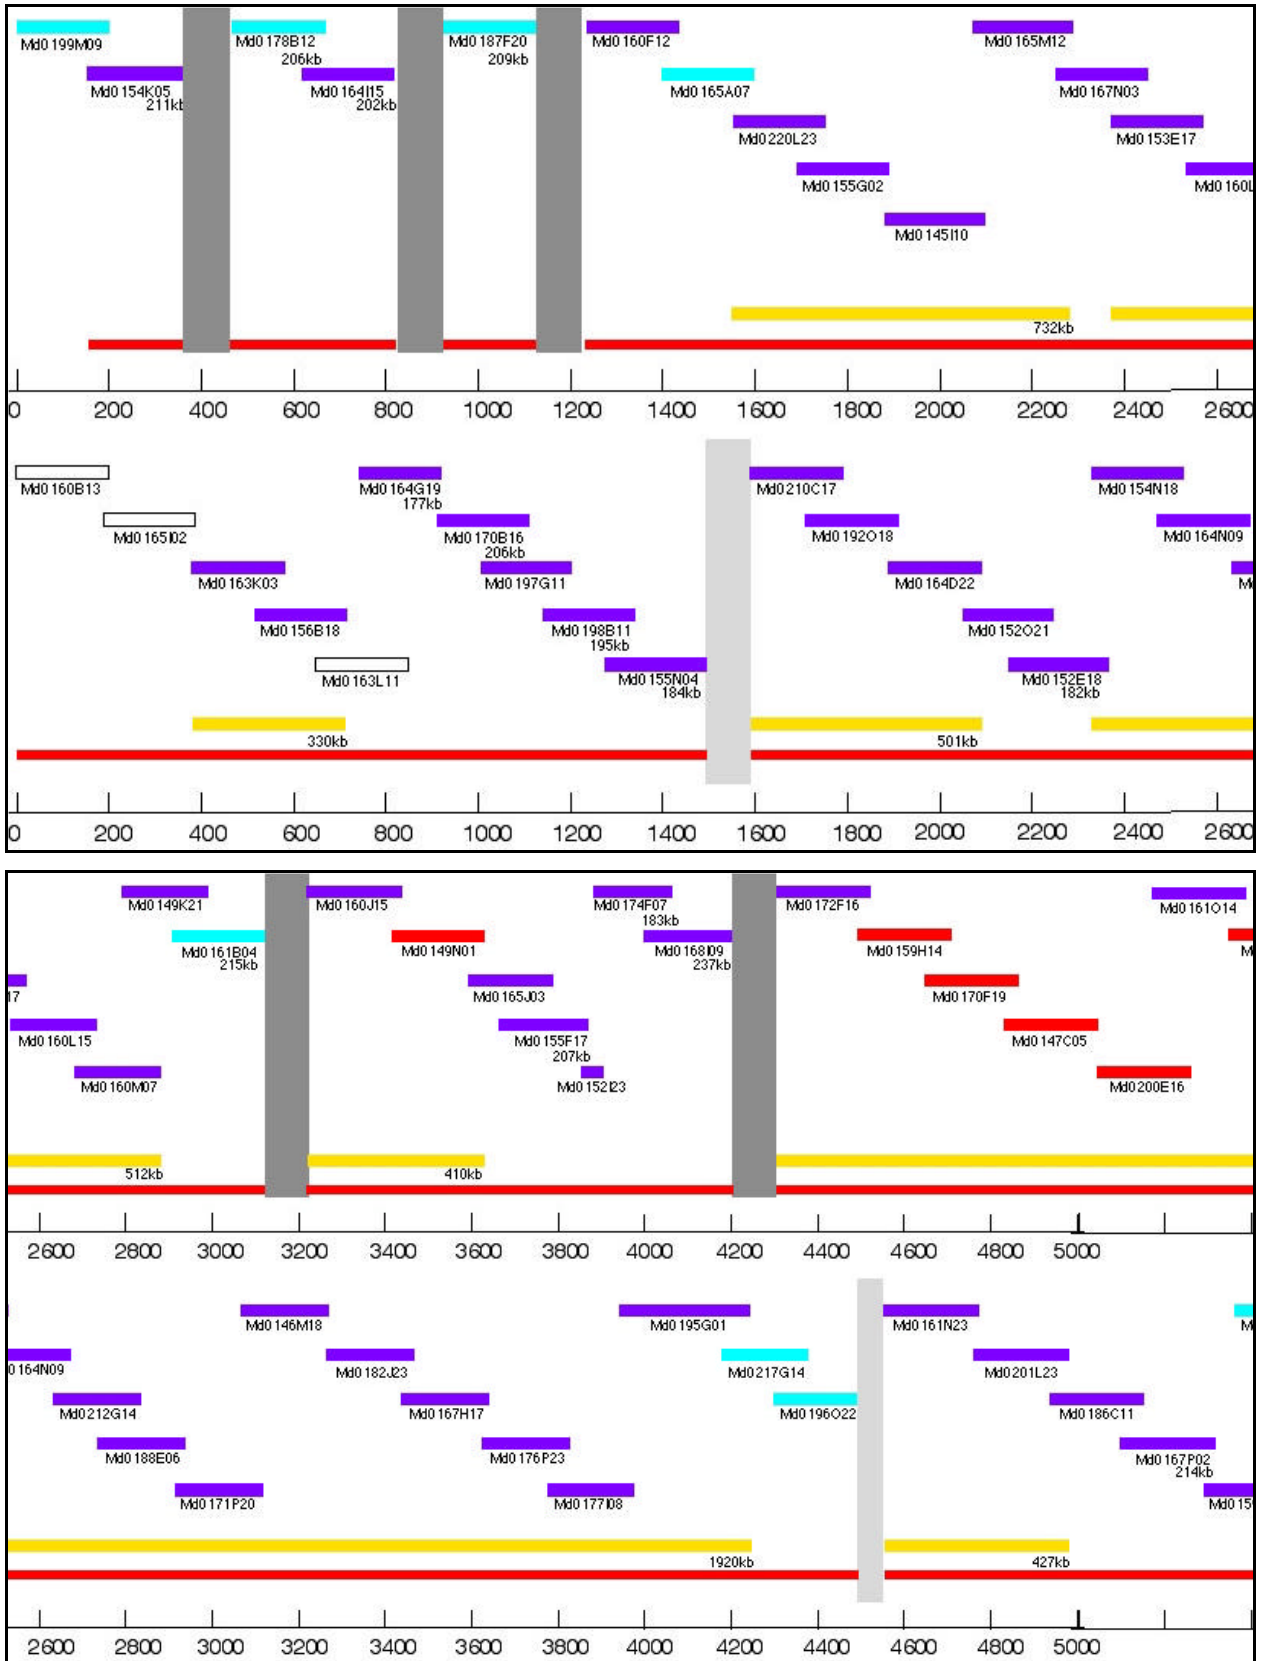 Md0199M09 Md0178B12 Md0187F20 Md0160F12 Md0165M12
206kb 209kb
Md0154K05 Md0164I15 Md0165A07 Md0167N03
211kb 202kb
Md0220L23 Md0153E17
Md0155G02 Md0160L
Md0145I10
732kb
0 200 400 600 800 1000 1200 1400 1600 1800 2000 2200 2400 2600
Md0160B13 Md0164G19 Md0210C17 Md0154N18
177kb
Md0165I02 Md0170B16 Md0192O18 Md0164N09
206kb
Md0163K03 Md0197G11 Md0164D22 M
Md0156B18 Md0198B11 Md0152O21
195kb
Md0163L11 Md0155N04 Md0152E18
184kb 182kb
330kb 501kb
0 200 400 600 800 1000 1200 1400 1600 1800 2000 2200 2400 2600
Md0149K21 Md0160J15 Md0174F07 Md0172F16 Md0161O14
183kb
Md0161B04 Md0149N01 Md0168I09 Md0159H14 M
215kb 237kb
17 Md0165J03 Md0170F19
Md0160L15 Md0155F17 Md0147C05
207kb
Md0160M07 Md0152I23 Md0200E16
512kb 410kb
2600 2800 3000 3200 3400 3600 3800 4000 4200 4400 4600 4800 5000
Md0146M18 Md0195G01 Md0161N23 M
0164N09 Md0182J23 Md0217G14 Md0201L23
Md0212G14 Md0167H17 Md0196O22 Md0186C11
Md0188E06 Md0176P23 Md0167P02
214kb
Md0171P20 Md0177I08 Md015
1920kb 427kb
2600 2800 3000 3200 3400 3600 3800 4000 4200 4400 4600 4800 5000